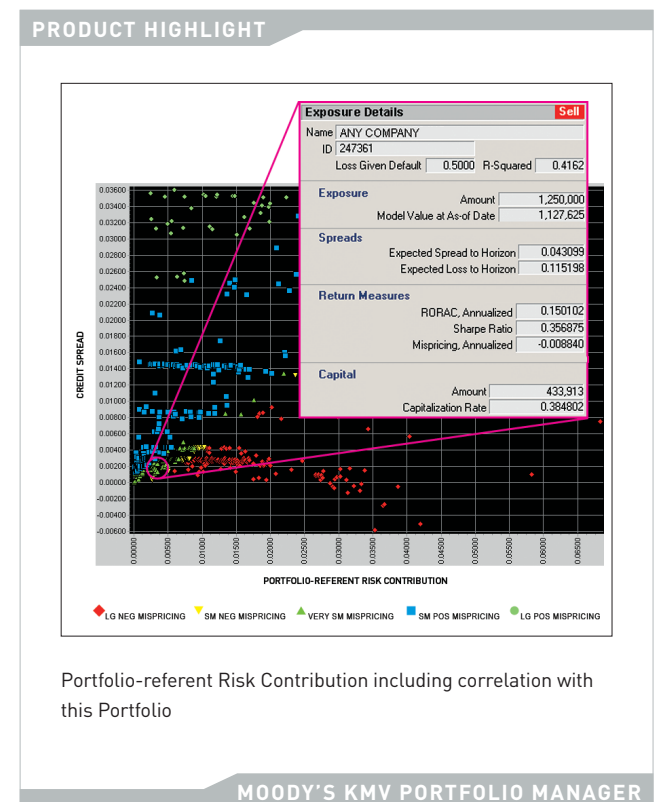 PRODUCT HIGHLIGHT
Exposure Details Sell
Name ANY COMPANY
ID 247361
Loss Given Default 0.5000 R-Squared 0.4162
Exposure
Amount 1,250,000
Model Value at As-of Date 1,127,625
Spreads
Expected Spread to Horizon 0.043099
Expected Loss to Horizon 0.115198
Return Measures
RORAC, Annualized 0.150102
Sharpe Ratio 0.356875
Mispricing, Annualized -0.008840
Capital
Amount 433,913
Capitalization Rate 0.384802
CREDIT SPREAD
0.03600
0.03400
0.03200
0.03000
0.02800
0.02600
0.02400
0.02200
0.02000
0.01800
0.01600
0.01400
0.01200
0.01000
0.00800
0.00600
0.00400
0.00200
0.00000
-0.00200
-0.00400
-0.00600
0.00000 0.00500 0.01000 0.01500 0.02000 0.02500 0.03000 0.03500 0.04000 0.04500 0.05000 0.05500 0.06000 0.06500
PORTFOLIO-REFERENT RISK CONTRIBUTION
LG NEG MISPRICING SM NEG MISPRICING VERY SM MISPRICING SM POS MISPRICING LG POS MISPRICING
Portfolio-referent Risk Contribution including correlation with
this Portfolio
MOODY'S KMV PORTFOLIO MANAGER